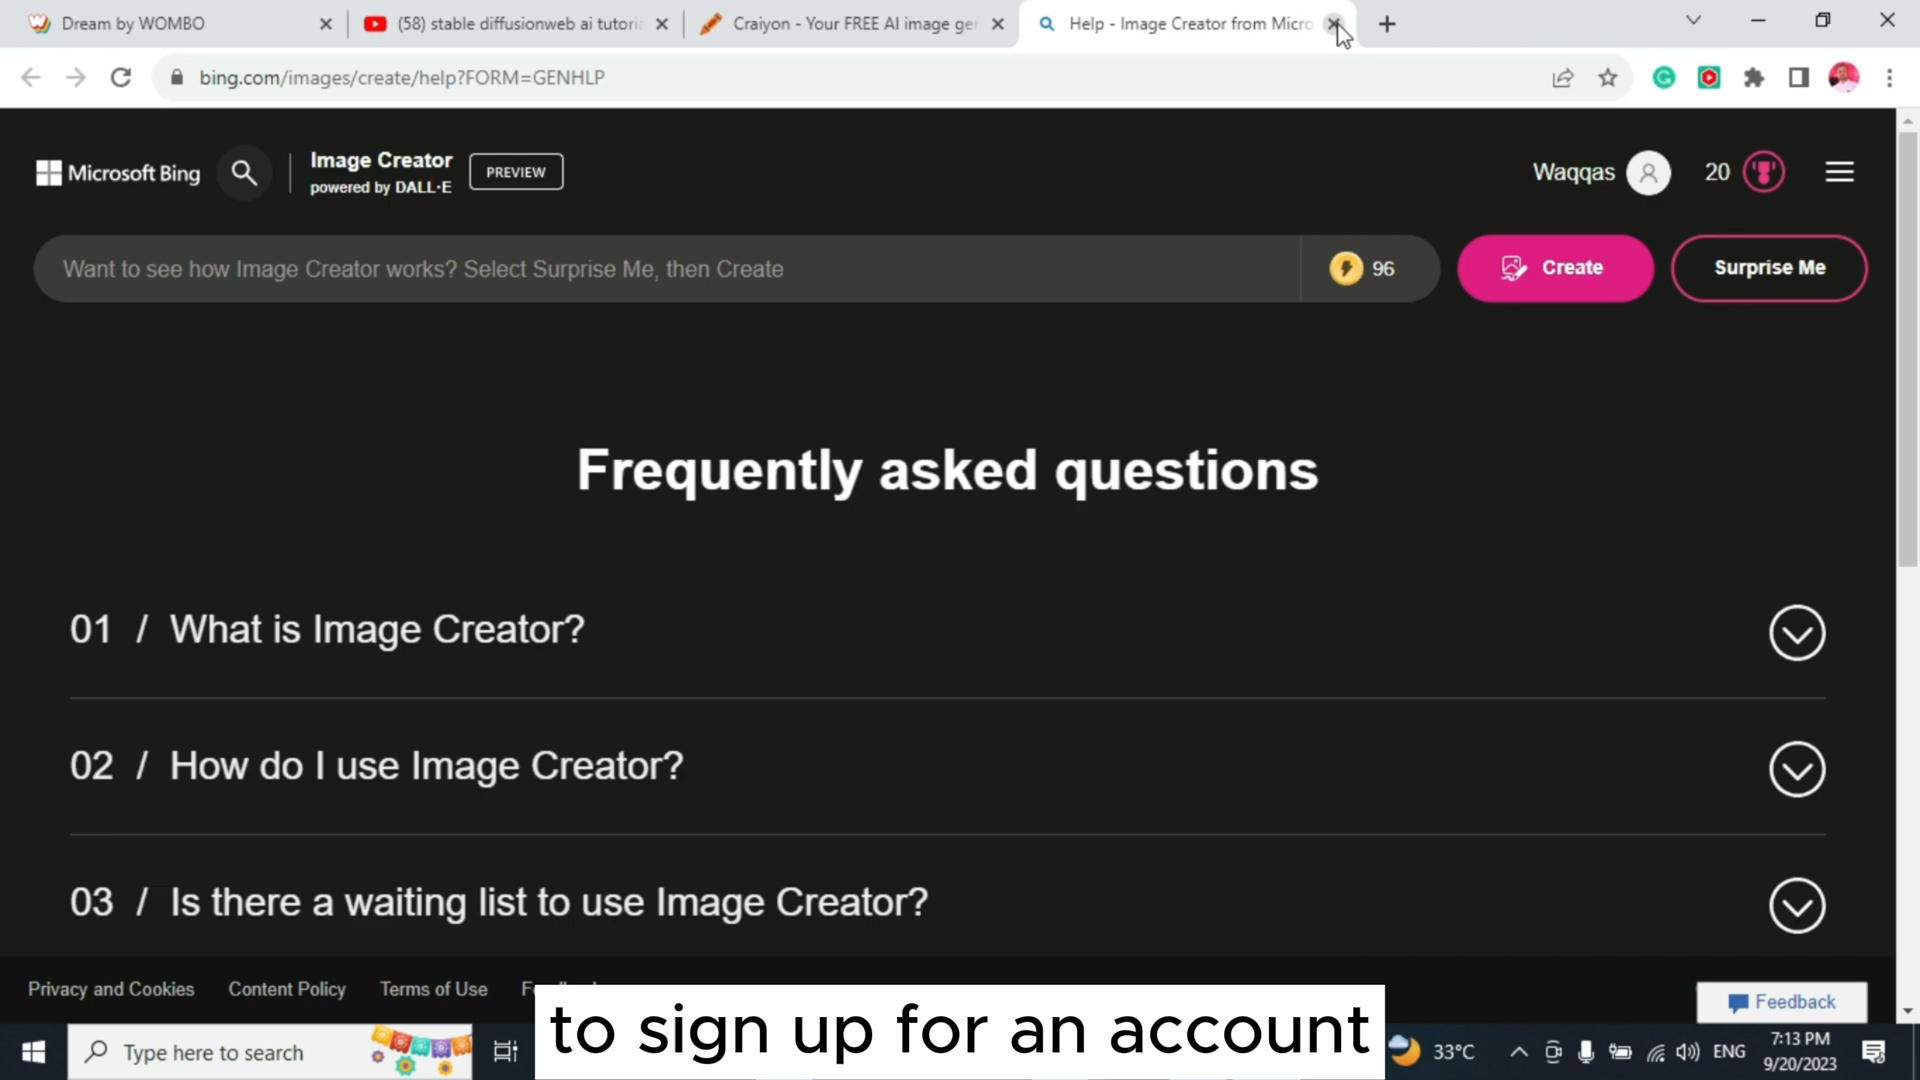 Dream by WOMBO
(58) stable diffusionweb ai tutori
Craiyon - Your FREE AI image ge
Help - Image Creator from Micro
bing.com/images/create/help?FORM=GENHLP
Microsoft Bing
Image Creator
powered by DALL·E
PREVIEW
Waqqas
20
Want to see how Image Creator works? Select Surprise Me, then Create
96
Create
Surprise Me
Frequently asked questions
01 / What is Image Creator?
02 / How do I use Image Creator?
03 / Is there a waiting list to use Image Creator?
Privacy and Cookies
Content Policy
Terms of Use
Feedback
to sign up for an account
Type here to search
33°C
ENG
7:13 PM
9/20/2023